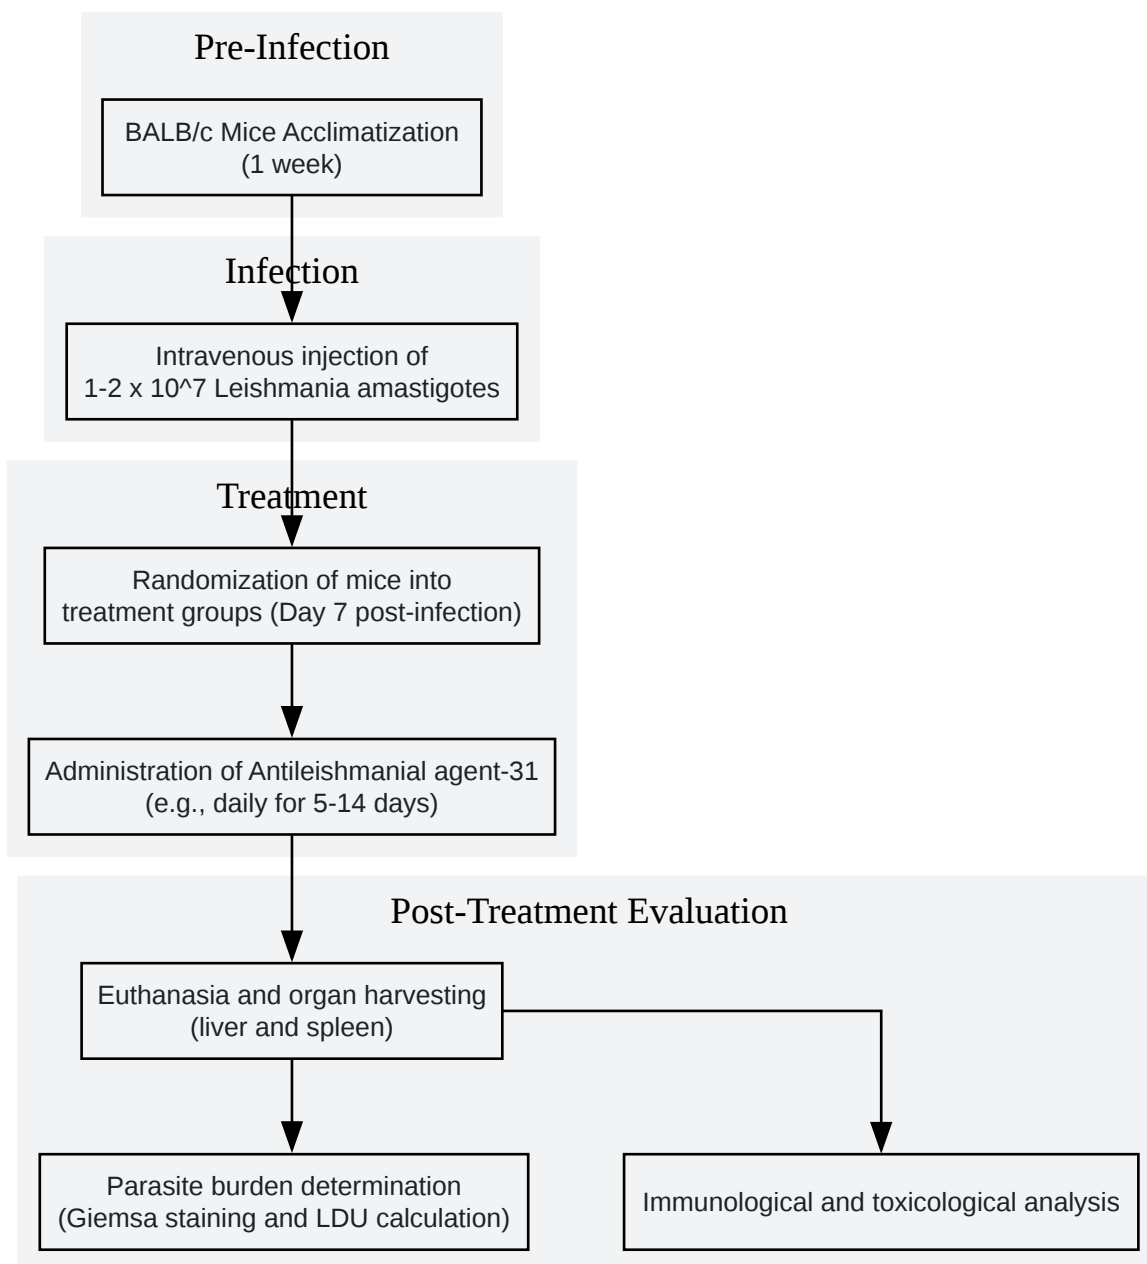 Pre-Infection
BALB/c Mice Acclimatization
(1 week)
Infection
Intravenous injection of
1-2 x 10^7 Leishmania amastigotes
Treatment
Randomization of mice into
treatment groups (Day 7 post-infection)
Administration of Antileishmanial agent-31
(e.g., daily for 5-14 days)
Post-Treatment Evaluation
Euthanasia and organ harvesting
(liver and spleen)
Parasite burden determination
(Giemsa staining and LDU calculation)
Immunological and toxicological analysis